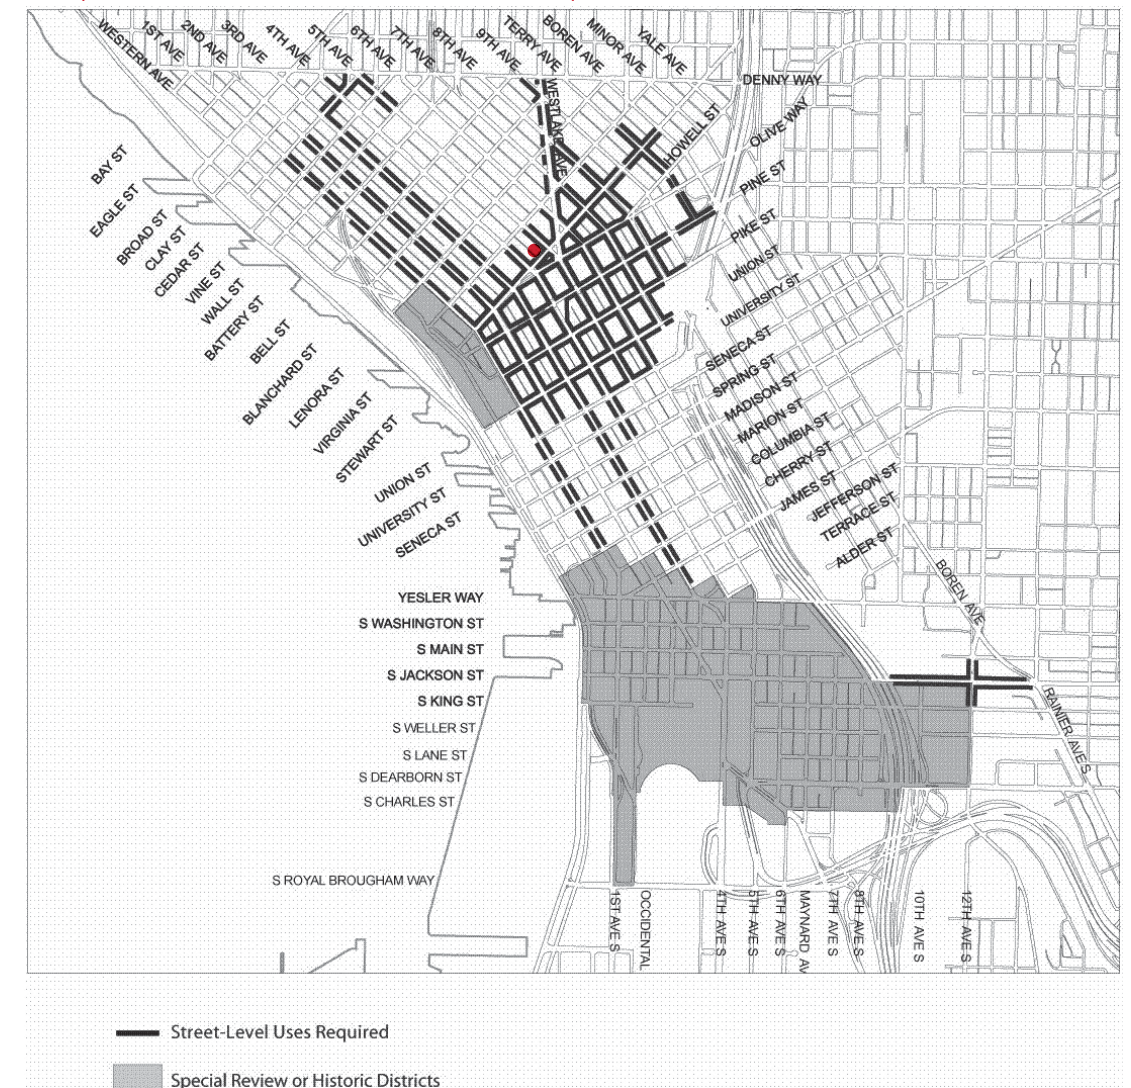 WESTERN AVE
1ST AVE
2ND AVE
3RD AVE
4TH AVE
5TH AVE
6TH AVE
7TH AVE
8TH AVE
9TH AVE
TERRY AVE
BOREN AVE
MINOR AVE
YALE AVE
DENNY WAY
WESTLAKE AVE
HOWELL ST
OLIVE WAY
PINE ST
PIKE ST
UNION ST
UNIVERSITY ST
SENECA ST
SPRING ST
MADISON ST
MARION ST
COLUMBIA ST
CHERRY ST
JAMES ST
JEFFERSON ST
TERRACE ST
ALDER ST
BOREN AVE
RAINIER AVE S
BAY ST
EAGLE ST
BROAD ST
CLAY ST
CEDAR ST
VINE ST
WALL ST
BATTERY ST
BELL ST
BLANCHARD ST
LENORA ST
VIRGINIA ST
STEWART ST
UNION ST
UNIVERSITY ST
SENECA ST
YESLER WAY
S WASHINGTON ST
S MAIN ST
S JACKSON ST
S KING ST
S WELLER ST
S LANE ST
S DEARBORN ST
S CHARLES ST
S ROYAL BROUGHAM WAY
1ST AVE S
OCCIDENTAL
4TH AVE S
5TH AVE S
6TH AVE S
MAYNARD AV
7TH AVE S
8TH AVE S
10TH AVE S
12TH AVE S
Street-Level Uses Required
Special Review or Historic Districts